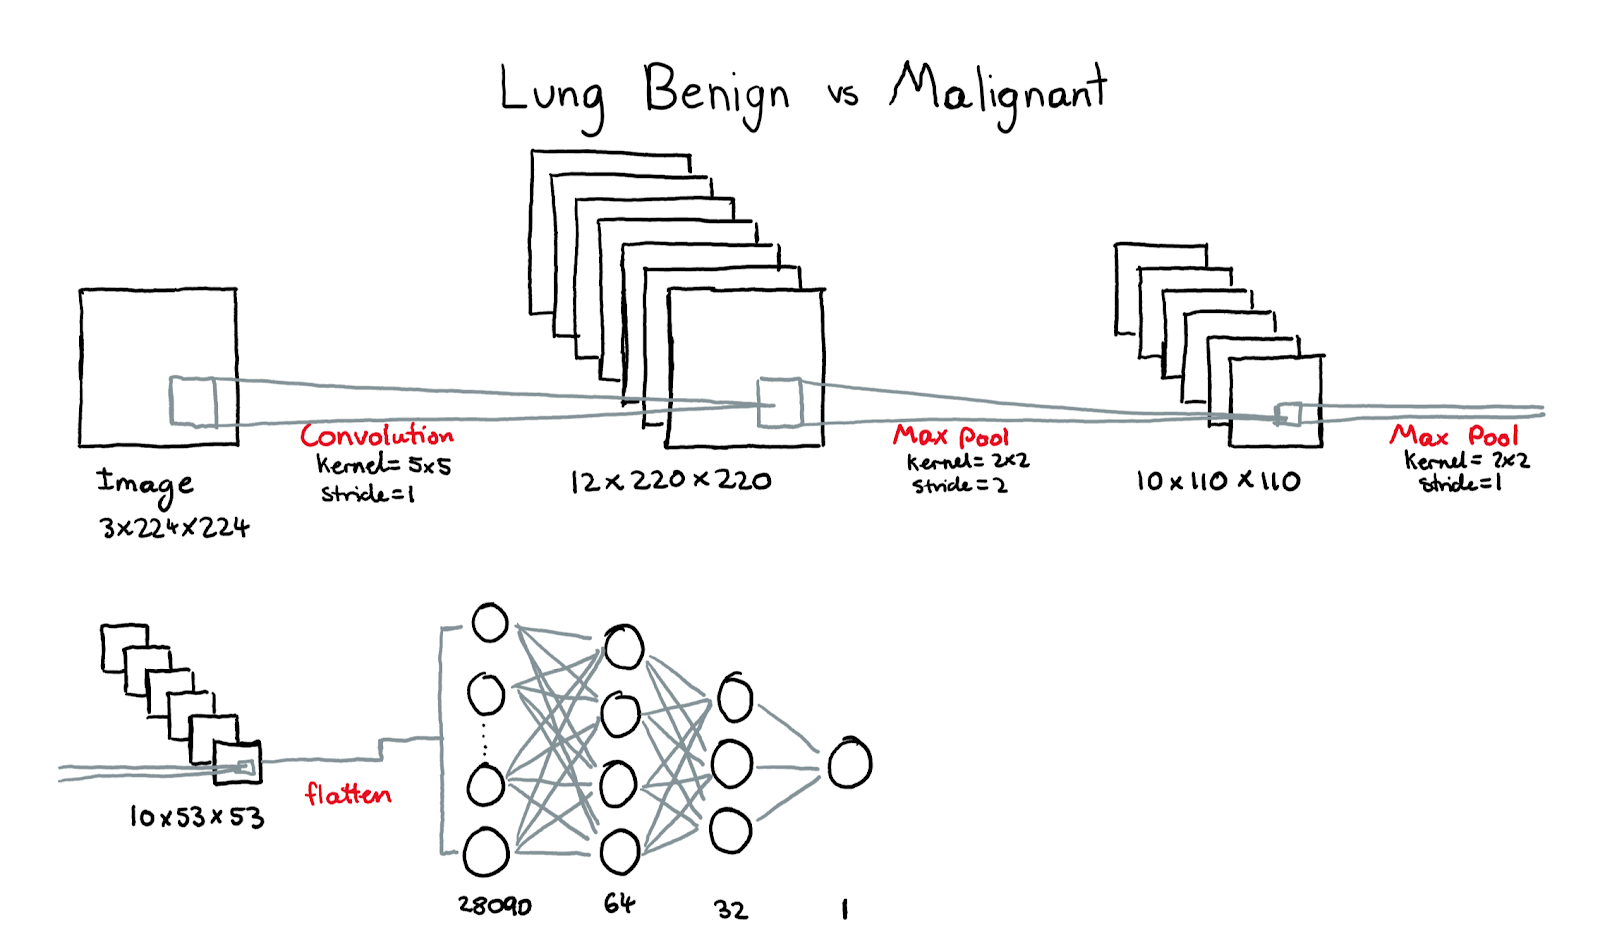 Lung Benign vs Malignant
Convolution
kernel= 5x5
stride=1
Image
3x224x224
12x220x220
Max Pool
kernel= 2x2
stride=2
10x110x110
Max Pool
kernel= 2x2
stride=1
10x53x53
flatten
28090
64
32
1